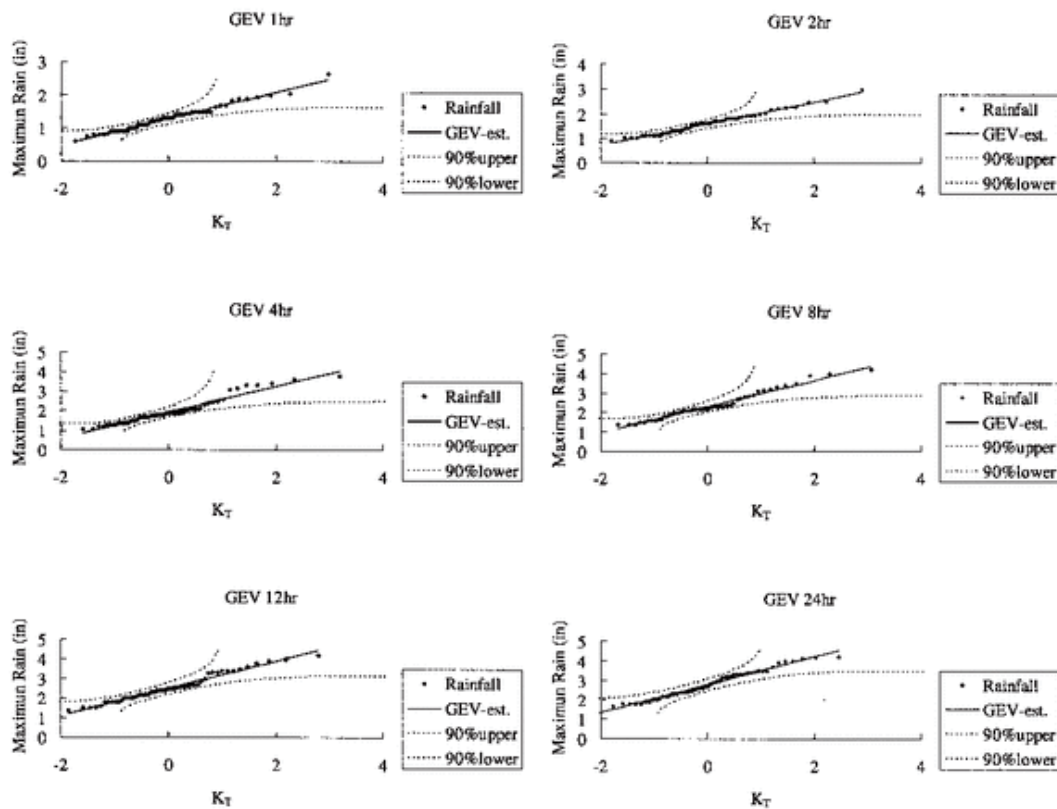 GEV 1hr
Maximun Rain (in)
3
2
1
0
-2 0 2 4
K_T
Rainfall
GEV-est.
90%upper
90%lower
GEV 2hr
Maximun Rain (in)
4
3
2
1
0
-2 0 2 4
K_T
Rainfall
GEV-est.
90%upper
90%lower
GEV 4hr
Maximun Rain (in)
5
4
3
2
1
0
-2 0 2 4
K_T
Rainfall
GEV-est.
90%upper
90%lower
GEV 8hr
Maximun Rain (in)
5
4
3
2
1
0
-2 0 2 4
K_T
Rainfall
GEV-est.
90%upper
90%lower
GEV 12hr
Maximun Rain (in)
5
4
3
2
1
0
-2 0 2 4
K_T
Rainfall
GEV-est.
90%upper
90%lower
GEV 24hr
Maximun Rain (in)
5
4
3
2
1
0
-2 0 2 4
K_T
Rainfall
GEV-est.
90%upper
90%lower